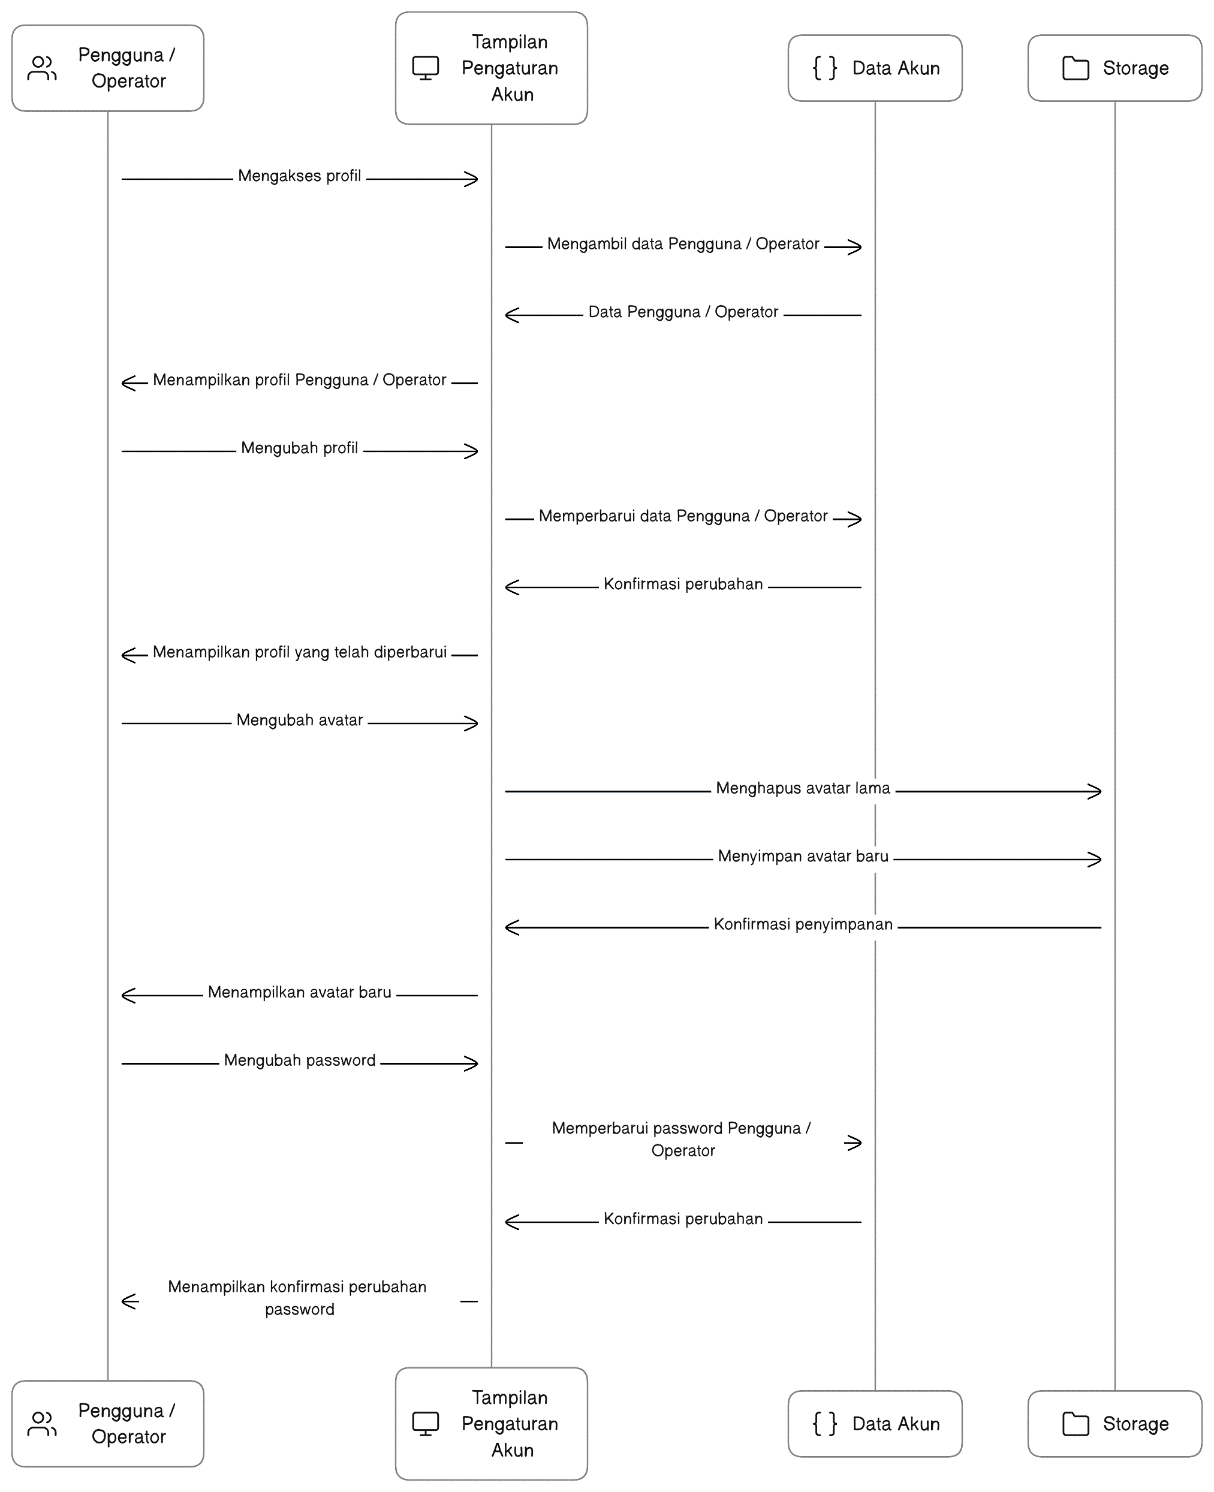 Pengguna /
Operator
Tampilan
Pengaturan
Akun
Data Akun
Storage
Mengakses profil
Mengambil data Pengguna / Operator
Data Pengguna / Operator
Menampilkan profil Pengguna / Operator
Mengubah profil
Memperbarui data Pengguna / Operator
Konfirmasi perubahan
Menampilkan profil yang telah diperbarui
Mengubah avatar
Menghapus avatar lama
Menyimpan avatar baru
Konfirmasi penyimpanan
Menampilkan avatar baru
Mengubah password
Memperbarui password Pengguna /
Operator
Konfirmasi perubahan
Menampilkan konfirmasi perubahan
password
Pengguna /
Operator
Tampilan
Pengaturan
Akun
Data Akun
Storage